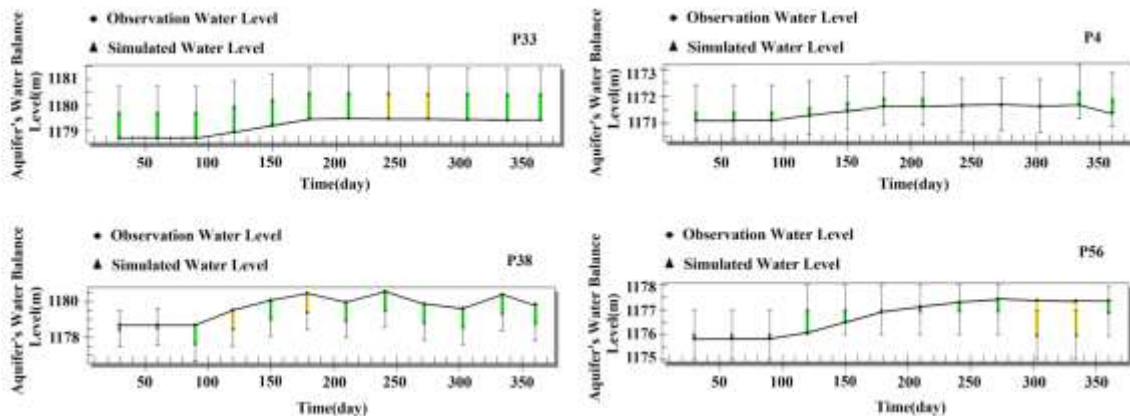 Observation Water Level
Simulated Water Level
P33
Aquifer's Water Balance
Level(m)
1181
1180
1179
50 100 150 200 250 300 350
Time(day)
Observation Water Level
Simulated Water Level
P4
Aquifer's Water Balance
Level(m)
1173
1172
1171
50 100 150 200 250 300 350
Time(day)
Observation Water Level
Simulated Water Level
P38
Aquifer's Water Balance
Level(m)
1180
1178
50 100 150 200 250 300 350
Time(day)
Observation Water Level
Simulated Water Level
P56
Aquifer's Water Balance
Level(m)
1178
1177
1176
1175
50 100 150 200 250 300 350
Time(day)